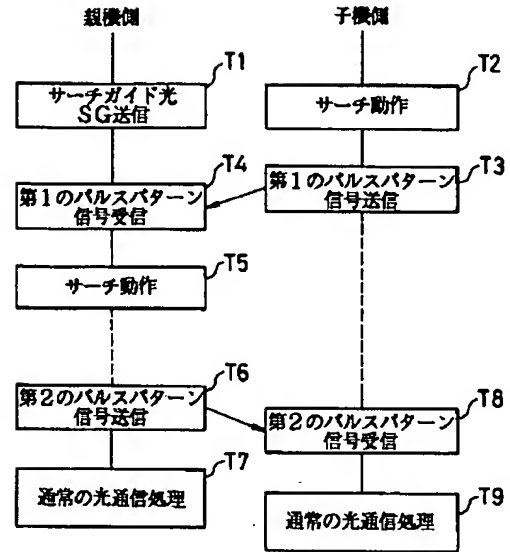 親機側
子機側
T1
サーチガイド光
SG送信
T2
サーチ動作
T4
第1のパルスパターン
信号受信
T3
第1のパルスパターン
信号送信
T5
サーチ動作
T6
第2のパルスパターン
信号送信
T8
第2のパルスパターン
信号受信
T7
通常の光通信処理
T9
通常の光通信処理